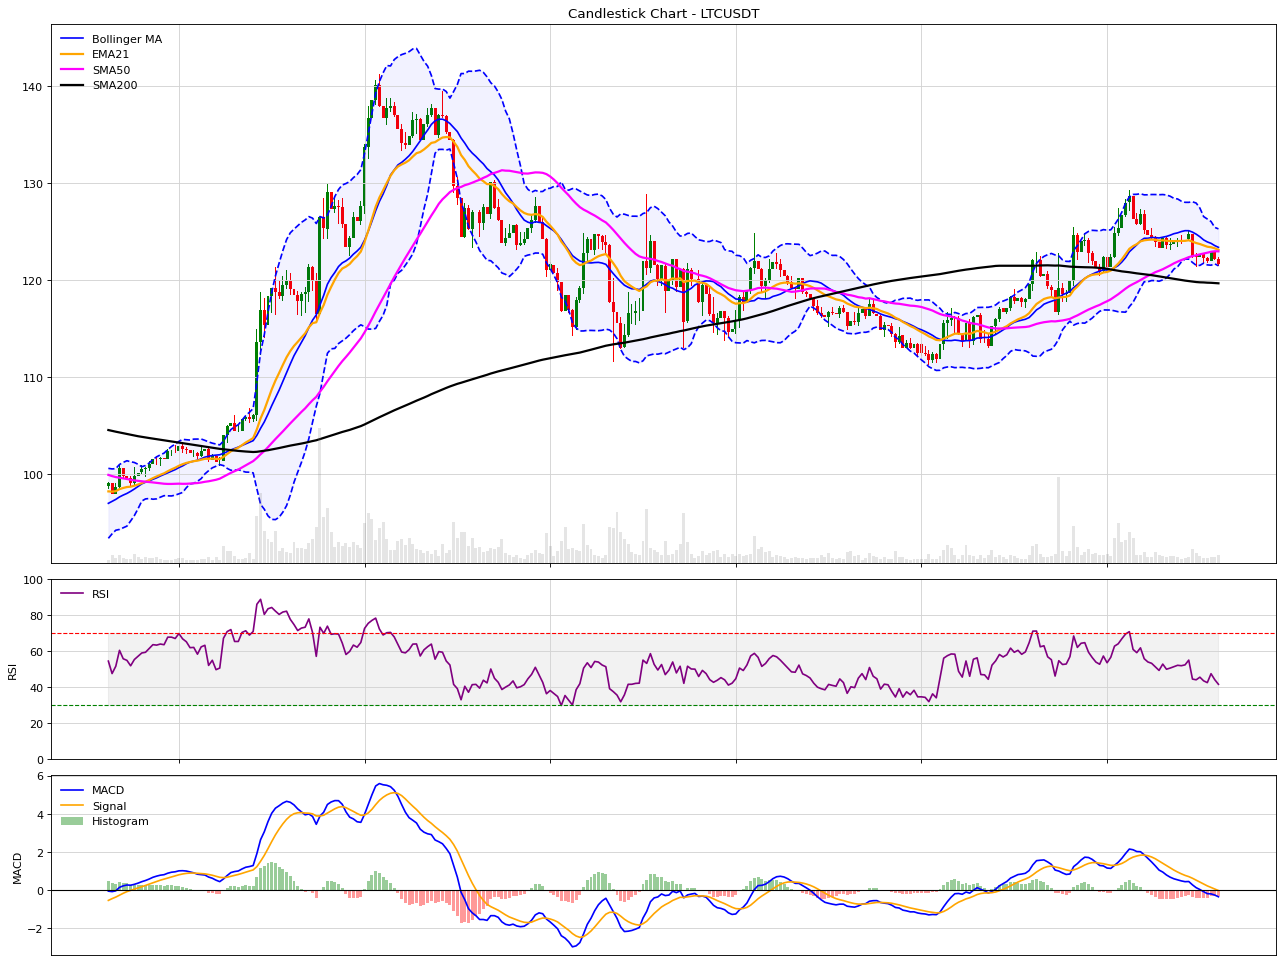 Candlestick Chart - LTCUSDT
Bollinger MA
EMA21
SMA50
SMA200
140
130
120
110
100
RSI
100
80
60
40
20
0
RSI
MACD
Signal
Histogram
6
4
2
0
−2
MACD